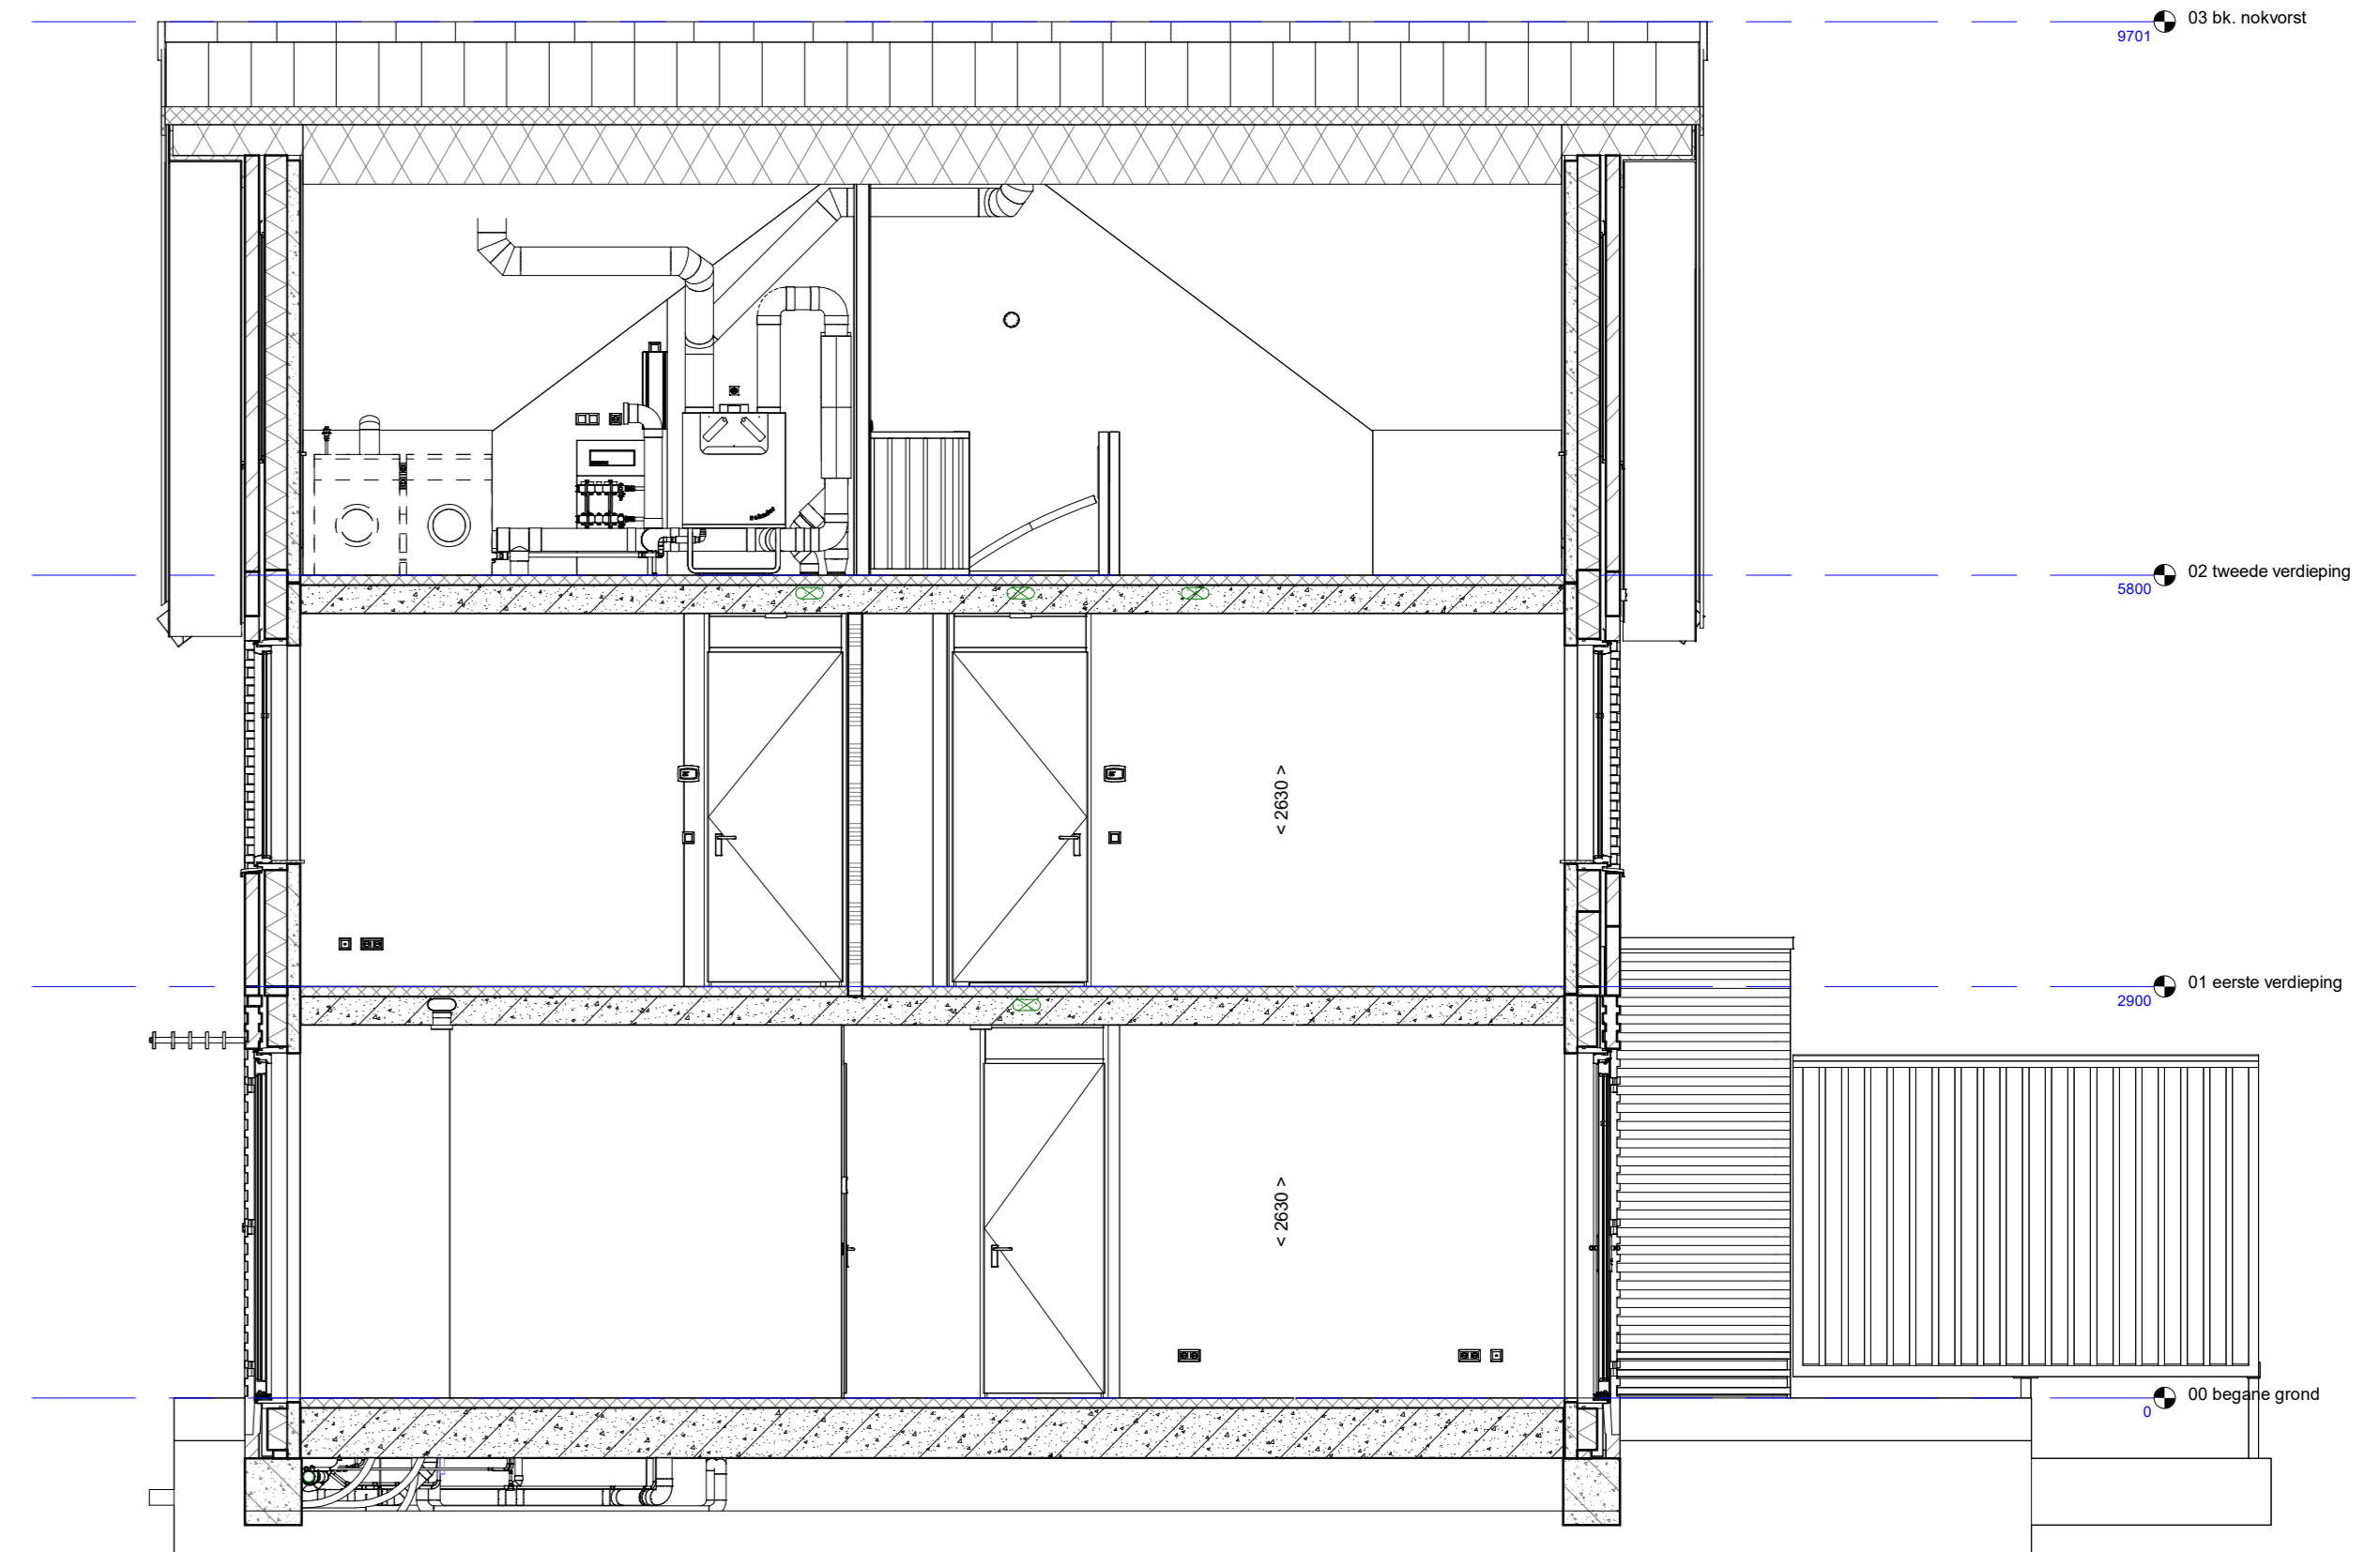 03 bk. nokvorst
9701
02 tweede verdieping
5800
< 2630 >
01 eerste verdieping
2900
< 2630 >
00 begane grond
0